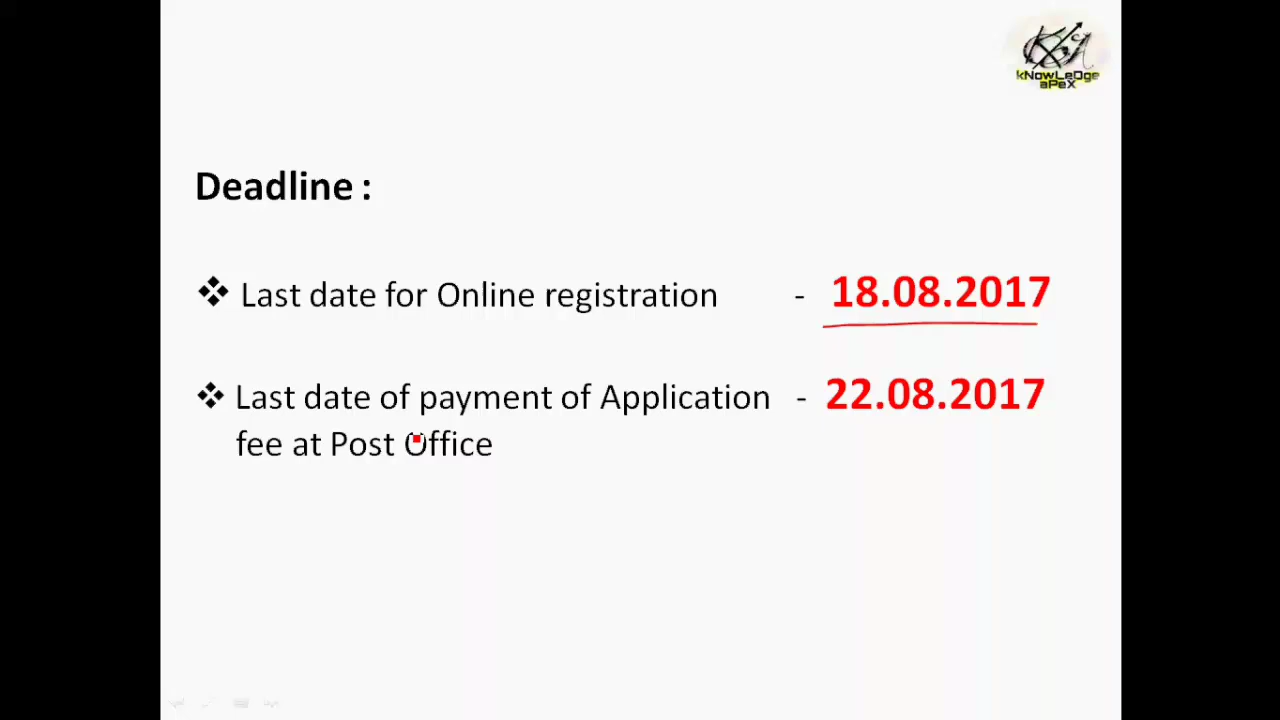 kNowLeDge
aPeX
Deadline :
❖ Last date for Online registration - 18.08.2017
❖ Last date of payment of Application - 22.08.2017
fee at Post Office